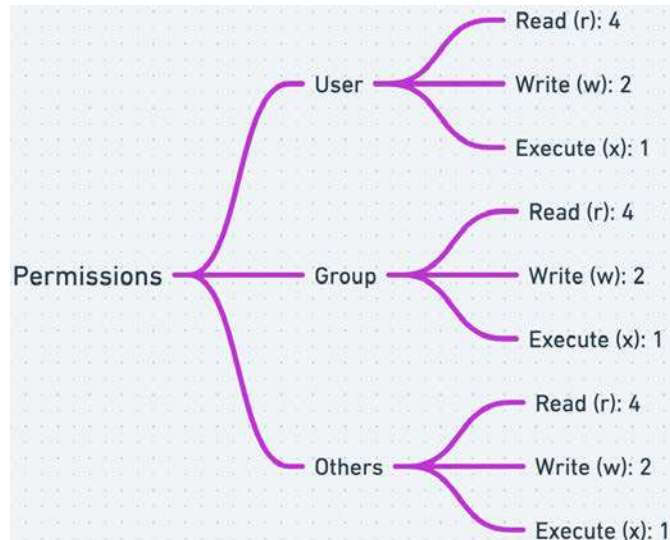 Permissions
User
Read (r): 4
Write (w): 2
Execute (x): 1
Group
Read (r): 4
Write (w): 2
Execute (x): 1
Others
Read (r): 4
Write (w): 2
Execute (x): 1